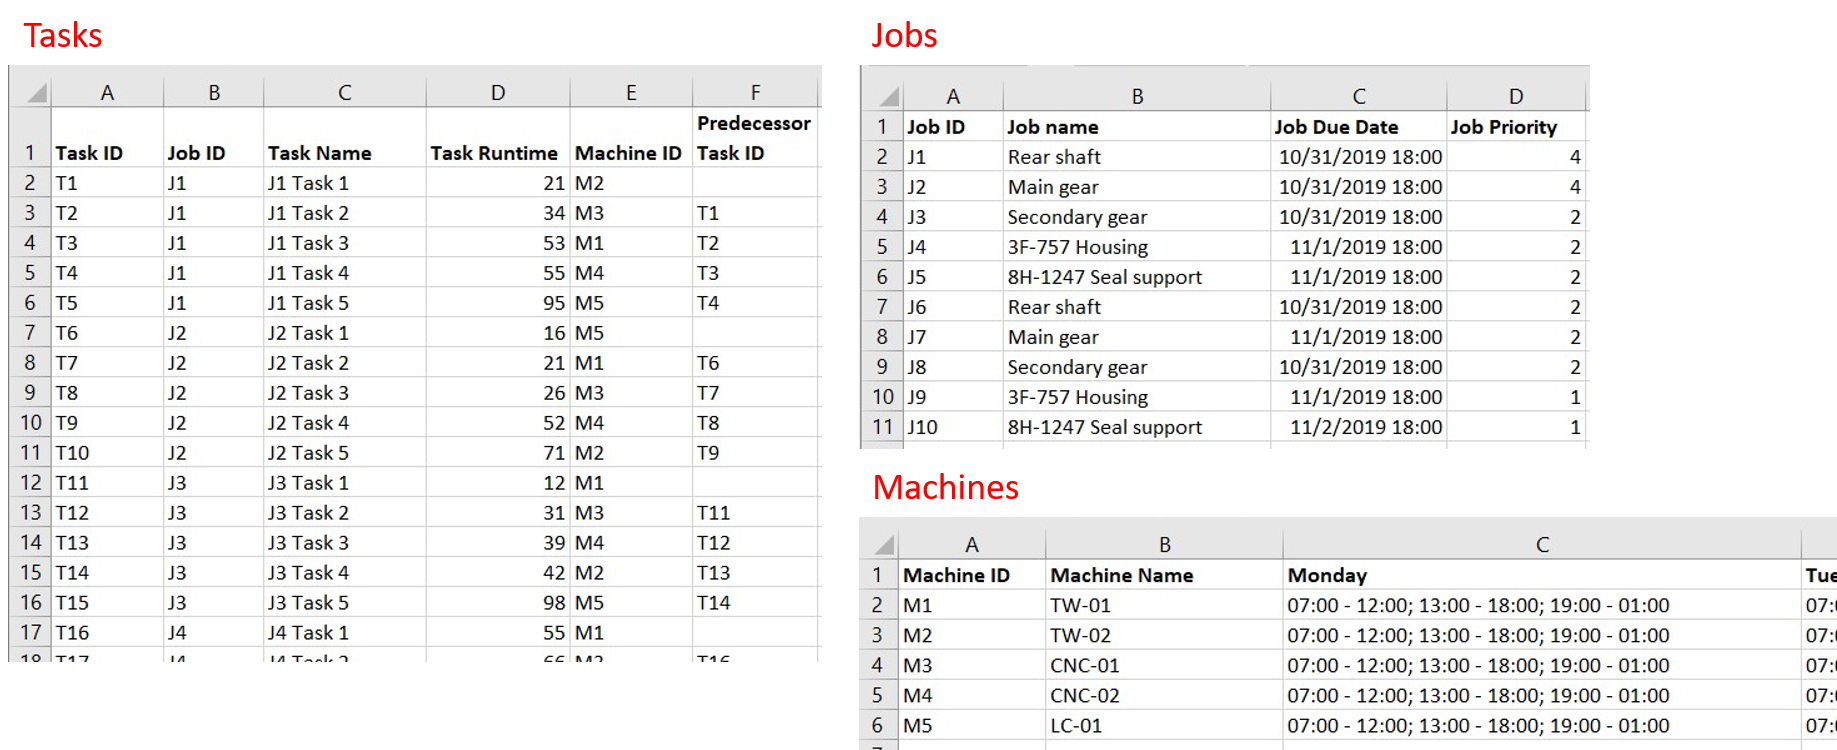 Tasks
A B C D E F
1 Task ID Job ID Task Name Task Runtime Machine ID Predecessor Task ID
2 T1 J1 J1 Task 1 21 M2
3 T2 J1 J1 Task 2 34 M3 T1
4 T3 J1 J1 Task 3 53 M1 T2
5 T4 J1 J1 Task 4 55 M4 T3
6 T5 J1 J1 Task 5 95 M5 T4
7 T6 J2 J2 Task 1 16 M5
8 T7 J2 J2 Task 2 21 M1 T6
9 T8 J2 J2 Task 3 26 M3 T7
10 T9 J2 J2 Task 4 52 M4 T8
11 T10 J2 J2 Task 5 71 M2 T9
12 T11 J3 J3 Task 1 12 M1
13 T12 J3 J3 Task 2 31 M3 T11
14 T13 J3 J3 Task 3 39 M4 T12
15 T14 J3 J3 Task 4 42 M2 T13
16 T15 J3 J3 Task 5 98 M5 T14
17 T16 J4 J4 Task 1 55 M1
Jobs
A B C D
1 Job ID Job name Job Due Date Job Priority
2 J1 Rear shaft 10/31/2019 18:00 4
3 J2 Main gear 10/31/2019 18:00 4
4 J3 Secondary gear 10/31/2019 18:00 2
5 J4 3F-757 Housing 11/1/2019 18:00 2
6 J5 8H-1247 Seal support 11/1/2019 18:00 2
7 J6 Rear shaft 10/31/2019 18:00 2
8 J7 Main gear 11/1/2019 18:00 2
9 J8 Secondary gear 10/31/2019 18:00 2
10 J9 3F-757 Housing 11/1/2019 18:00 1
11 J10 8H-1247 Seal support 11/2/2019 18:00 1
Machines
A B C
1 Machine ID Machine Name Monday Tue
2 M1 TW-01 07:00 - 12:00; 13:00 - 18:00; 19:00 - 01:00 07:
3 M2 TW-02 07:00 - 12:00; 13:00 - 18:00; 19:00 - 01:00 07:
4 M3 CNC-01 07:00 - 12:00; 13:00 - 18:00; 19:00 - 01:00 07:
5 M4 CNC-02 07:00 - 12:00; 13:00 - 18:00; 19:00 - 01:00 07:
6 M5 LC-01 07:00 - 12:00; 13:00 - 18:00; 19:00 - 01:00 07: